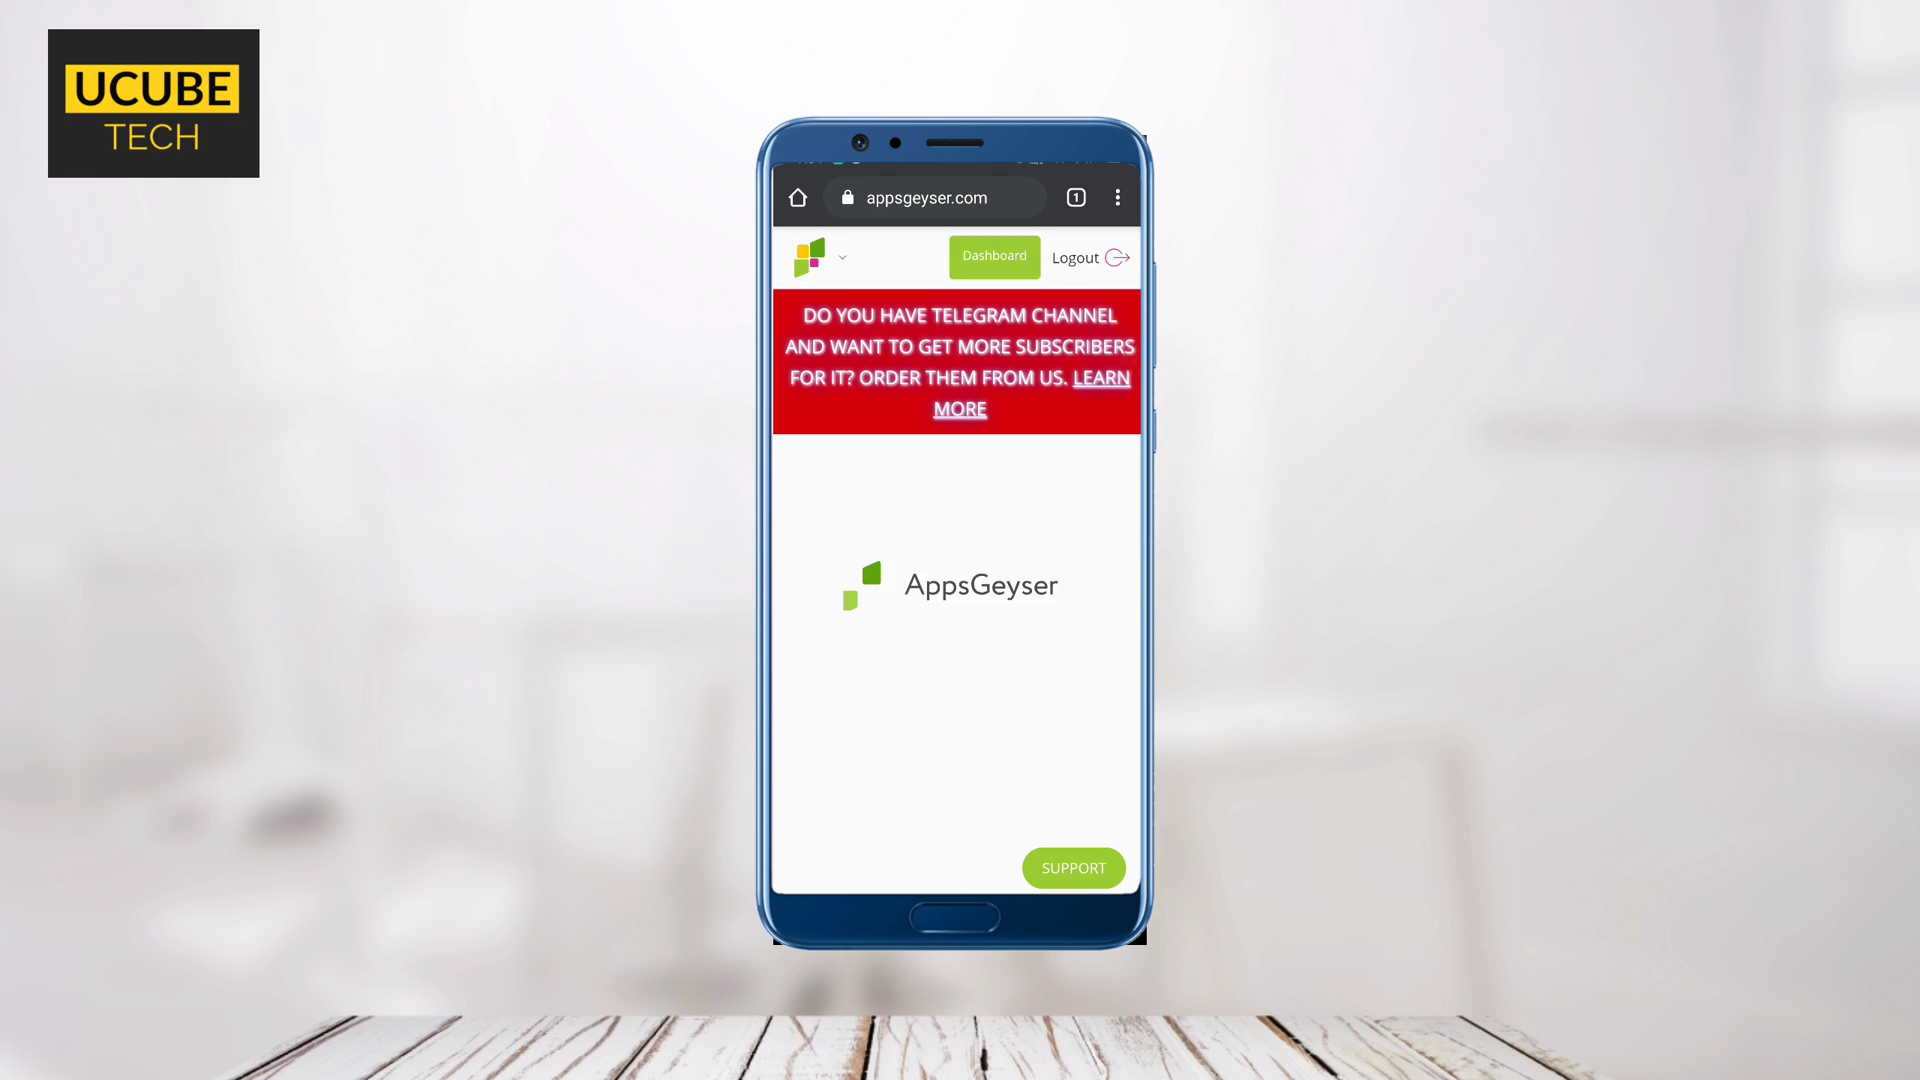 UCUBE
TECH
appsgeyser.com
1
Dashboard
Logout
DO YOU HAVE TELEGRAM CHANNEL
AND WANT TO GET MORE SUBSCRIBERS
FOR IT? ORDER THEM FROM US. LEARN
MORE
AppsGeyser
SUPPORT